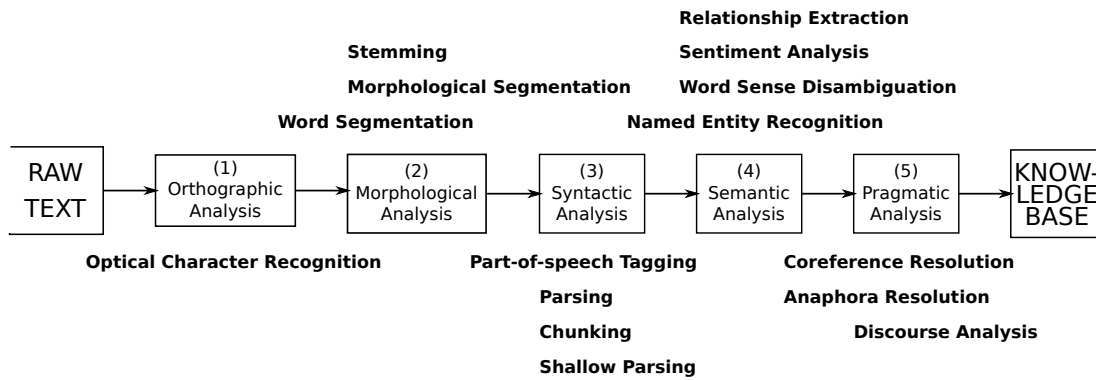 Relationship Extraction
Stemming
Sentiment Analysis
Morphological Segmentation
Word Sense Disambiguation
Word Segmentation
Named Entity Recognition
RAW
TEXT
(1)
Orthographic
Analysis
(2)
Morphological
Analysis
(3)
Syntactic
Analysis
(4)
Semantic
Analysis
(5)
Pragmatic
Analysis
KNOW-
LEDGE
BASE
Optical Character Recognition
Part-of-speech Tagging
Coreference Resolution
Parsing
Anaphora Resolution
Chunking
Discourse Analysis
Shallow Parsing